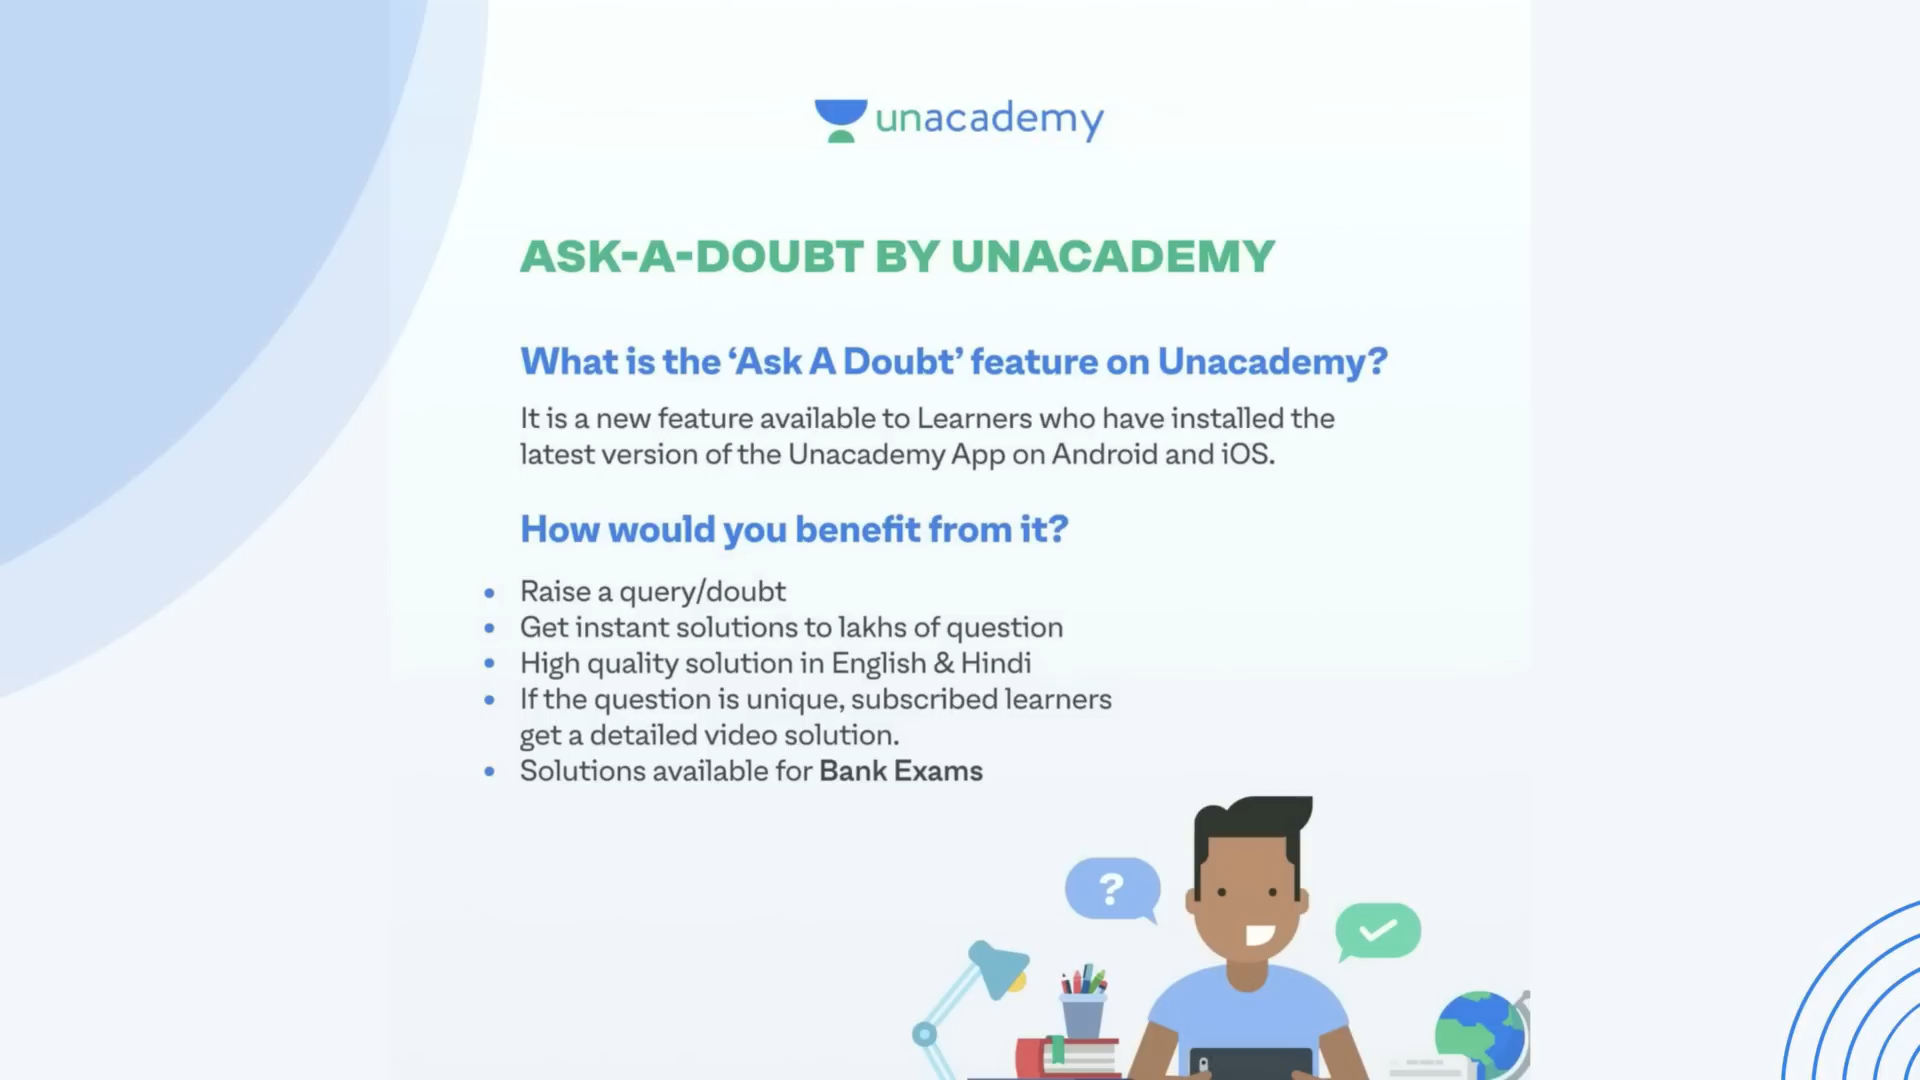 unacademy
ASK-A-DOUBT BY UNACADEMY
What is the ‘Ask A Doubt’ feature on Unacademy?
It is a new feature available to Learners who have installed the
latest version of the Unacademy App on Android and iOS.
How would you benefit from it?
• Raise a query/doubt
• Get instant solutions to lakhs of question
• High quality solution in English & Hindi
• If the question is unique, subscribed learners
get a detailed video solution.
• Solutions available for Bank Exams
?